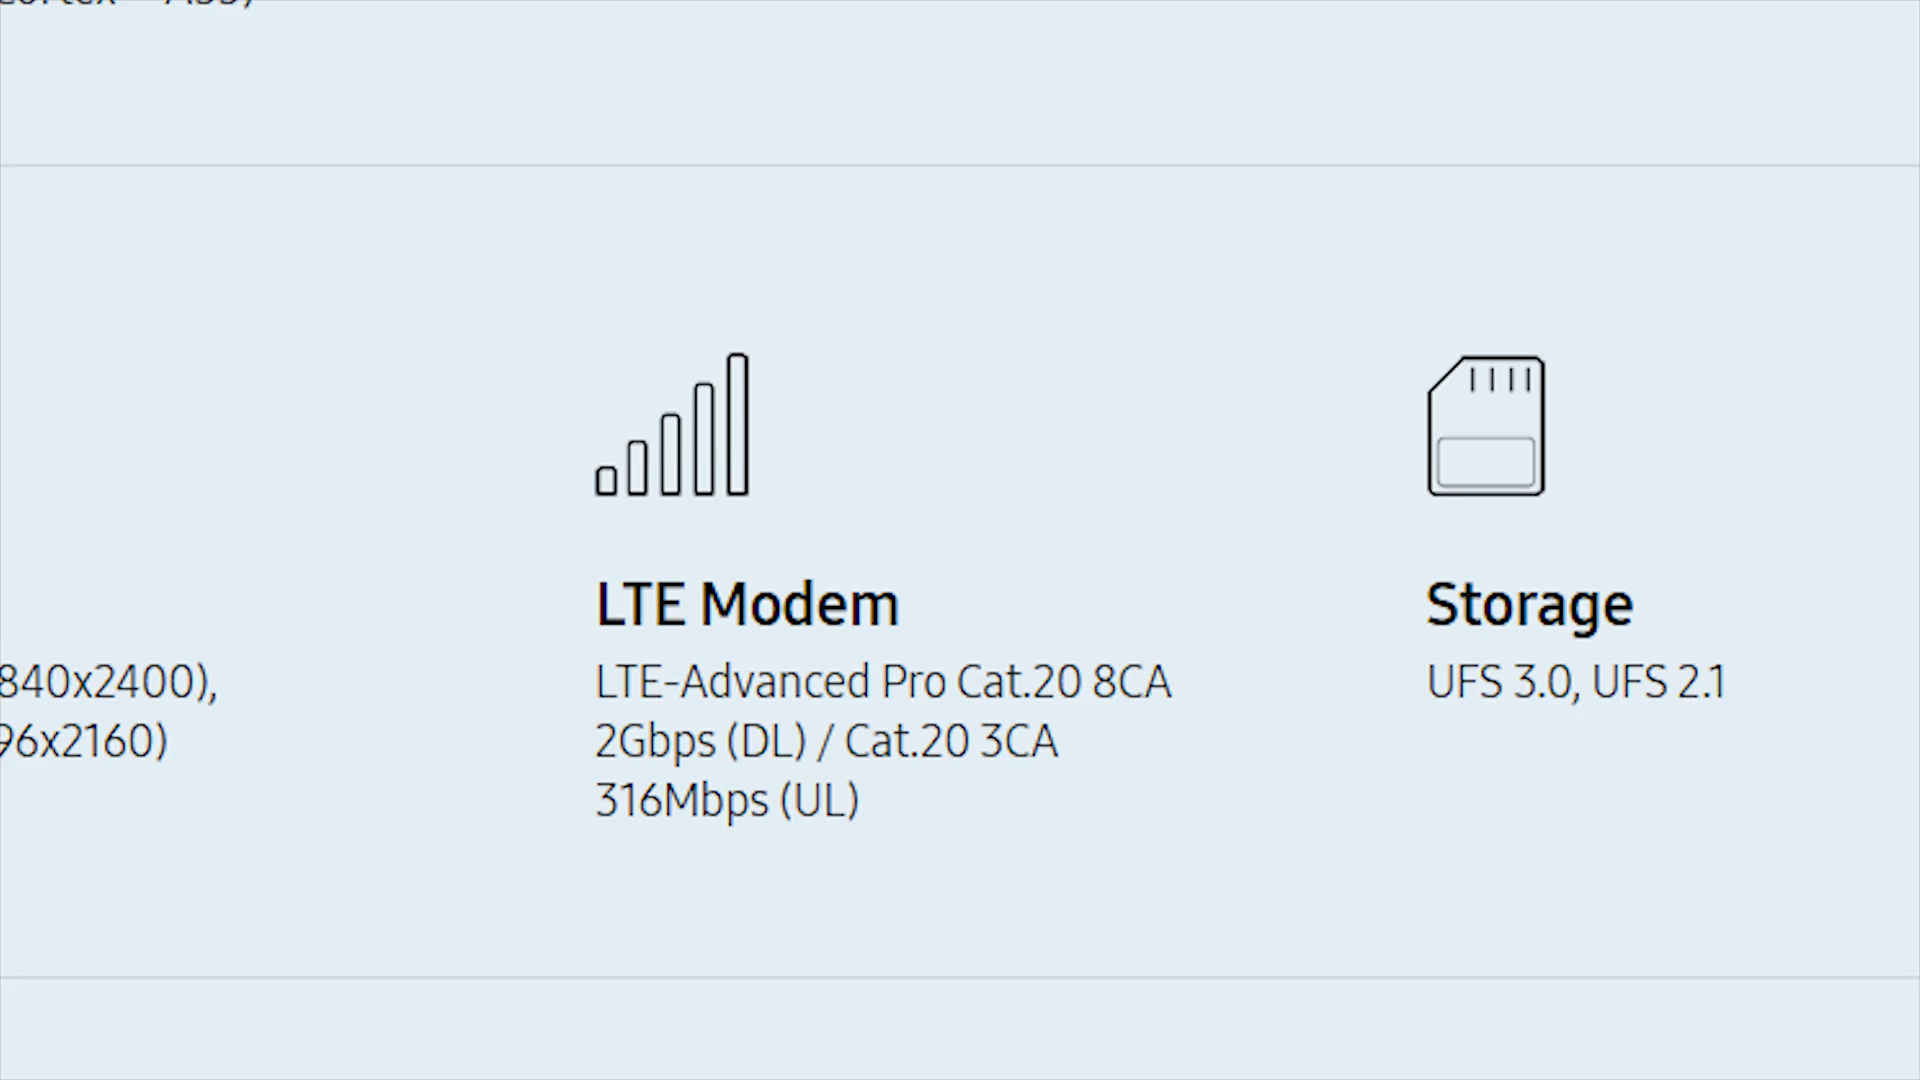 LTE Modem
LTE-Advanced Pro Cat.20 8CA
2Gbps (DL) / Cat.20 3CA
316Mbps (UL)
Storage
UFS 3.0, UFS 2.1
840x2400),
96x2160)